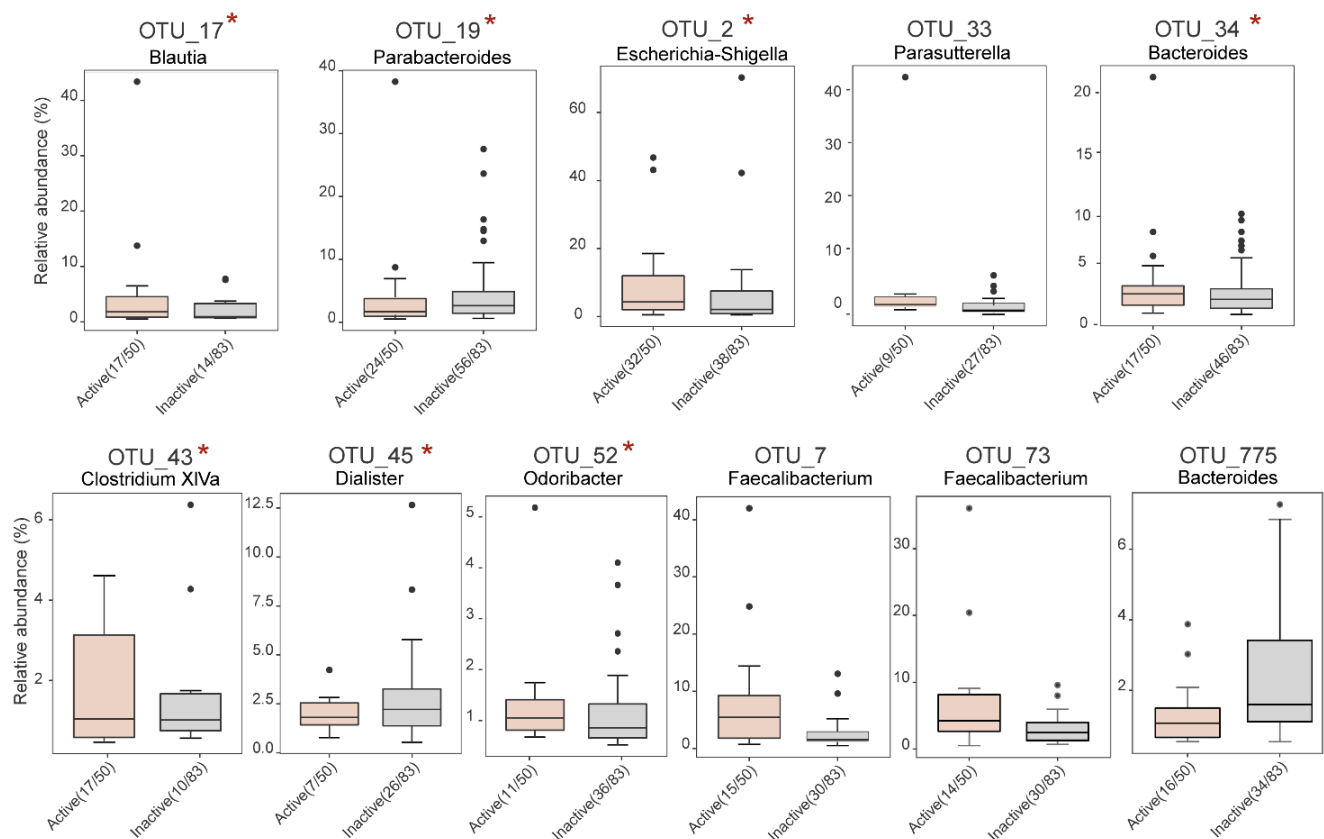 OTU_17 *
Blautia
OTU_19 *
Parabacteroides
OTU_2 *
Escherichia-Shigella
OTU_33
Parasutterella
OTU_34 *
Bacteroides
Relative abundance (%)
40
30
20
10
0
Active(17/50)
Inactive(14/83)
40
30
20
10
0
Active(24/50)
Inactive(56/83)
60
40
20
0
Active(32/50)
Inactive(38/83)
40
30
20
10
0
Active(9/50)
Inactive(27/83)
20
15
10
5
0
Active(17/50)
Inactive(46/83)
OTU_43 *
Clostridium XIVa
OTU_45 *
Dialister
OTU_52 *
Odoribacter
OTU_7
Faecalibacterium
OTU_73
Faecalibacterium
OTU_775
Bacteroides
Relative abundance (%)
6
4
2
Active(17/50)
Inactive(10/83)
12.5
10.0
7.5
5.0
2.5
0.0
Active(7/50)
Inactive(26/83)
5
4
3
2
1
Active(11/50)
Inactive(36/83)
40
30
20
10
0
Active(15/50)
Inactive(30/83)
30
20
10
0
Active(14/50)
Inactive(30/83)
6
4
2
Active(16/50)
Inactive(34/83)